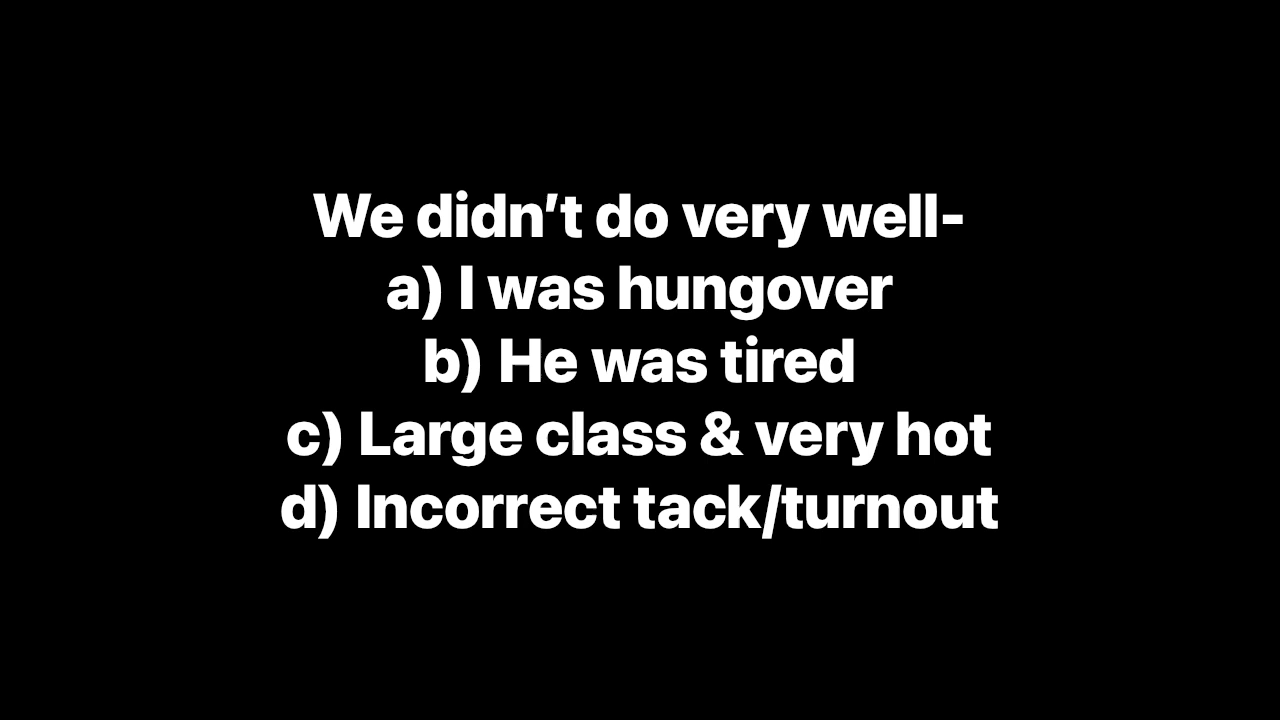 We didn’t do very well-
a) I was hungover
b) He was tired
c) Large class & very hot
d) Incorrect tack/turnout